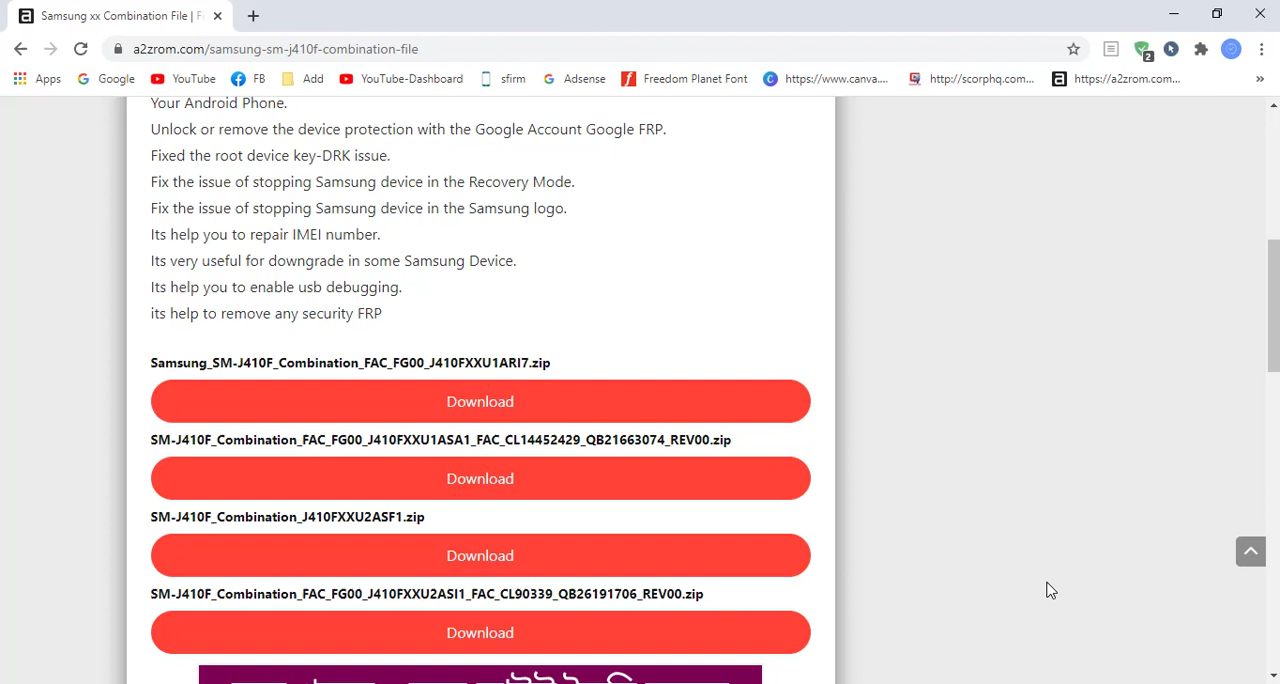 Samsung xx Combination File | F
a2zrom.com/samsung-sm-j410f-combination-file
2
Apps Google YouTube FB Add YouTube-Dashboard sfirm Adsense Freedom Planet Font https://www.canva.... http://scorphq.com... https://a2zrom.com... »
Your Android Phone.
Unlock or remove the device protection with the Google Account Google FRP.
Fixed the root device key-DRK issue.
Fix the issue of stopping Samsung device in the Recovery Mode.
Fix the issue of stopping Samsung device in the Samsung logo.
Its help you to repair IMEI number.
Its very useful for downgrade in some Samsung Device.
Its help you to enable usb debugging.
its help to remove any security FRP
Samsung_SM-J410F_Combination_FAC_FG00_J410FXXU1ARI7.zip
Download
SM-J410F_Combination_FAC_FG00_J410FXXU1ASA1_FAC_CL14452429_QB21663074_REV00.zip
Download
SM-J410F_Combination_J410FXXU2ASF1.zip
Download
SM-J410F_Combination_FAC_FG00_J410FXXU2ASI1_FAC_CL90339_QB26191706_REV00.zip
Download